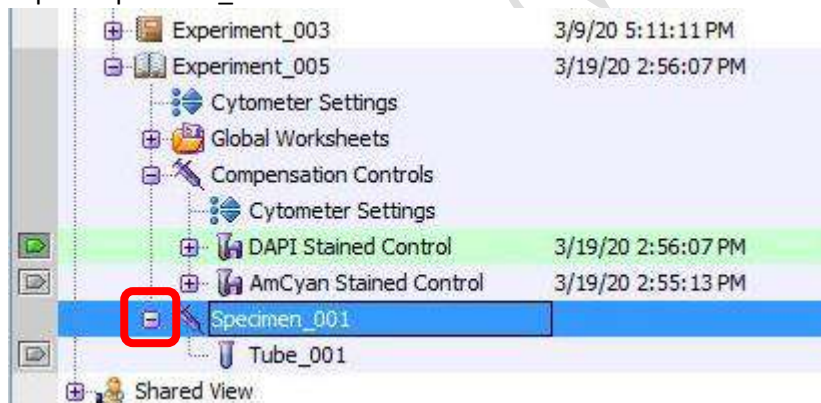 Experiment_003 3/9/20 5:11:11 PM
Experiment_005 3/19/20 2:56:07 PM
Cytometer Settings
Global Worksheets
Compensation Controls
Cytometer Settings
DAPI Stained Control 3/19/20 2:56:07 PM
AmCyan Stained Control 3/19/20 2:55:13 PM
Specimen_001
Tube_001
Shared View